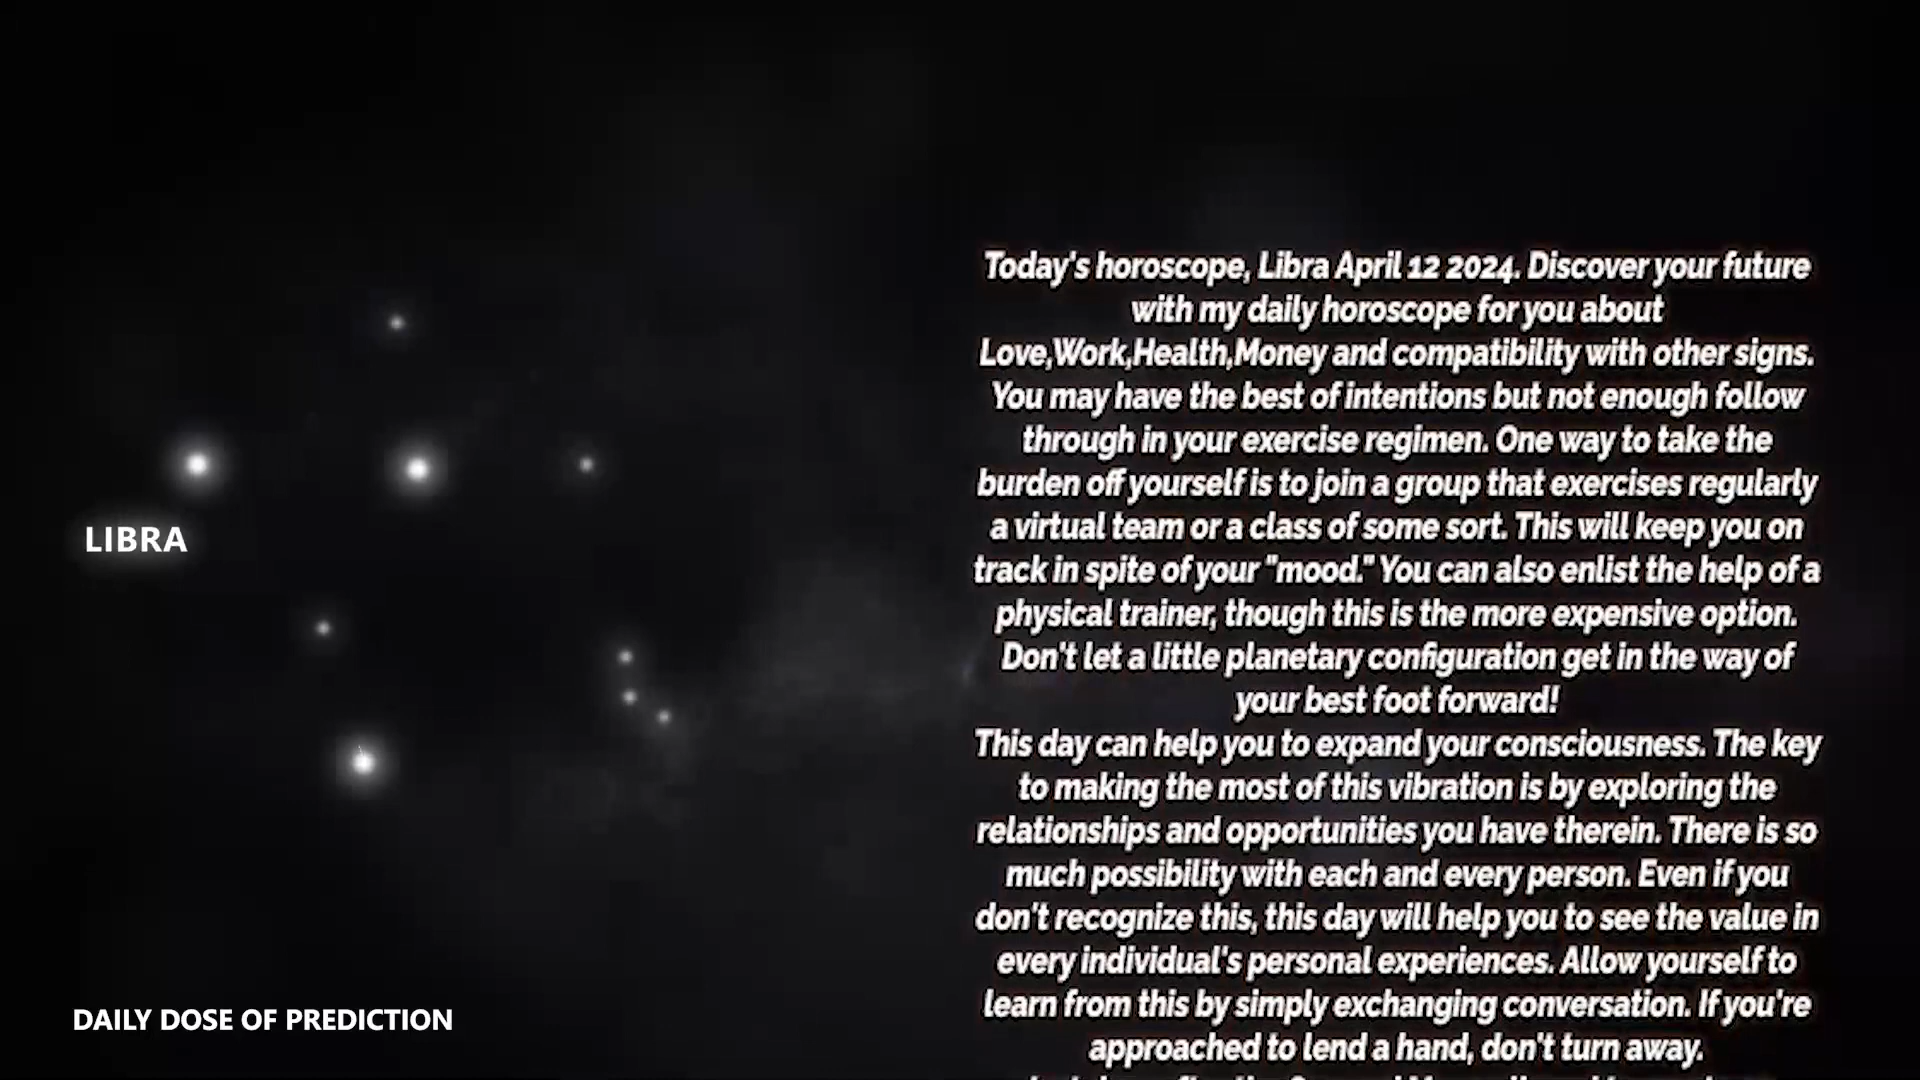 Today's horoscope, Libra April 12 2024. Discover your future
with my daily horoscope for you about
Love,Work,Health,Money and compatibility with other signs.
You may have the best of intentions but not enough follow
through in your exercise regimen. One way to take the
burden off yourself is to join a group that exercises regularly
a virtual team or a class of some sort. This will keep you on
track in spite of your "mood." You can also enlist the help of a
physical trainer, though this is the more expensive option.
Don't let a little planetary configuration get in the way of
your best foot forward!
This day can help you to expand your consciousness. The key
to making the most of this vibration is by exploring the
relationships and opportunities you have therein. There is so
much possibility with each and every person. Even if you
don't recognize this, this day will help you to see the value in
every individual's personal experiences. Allow yourself to
learn from this by simply exchanging conversation. If you're
approached to lend a hand, don't turn away.
LIBRA
DAILY DOSE OF PREDICTION